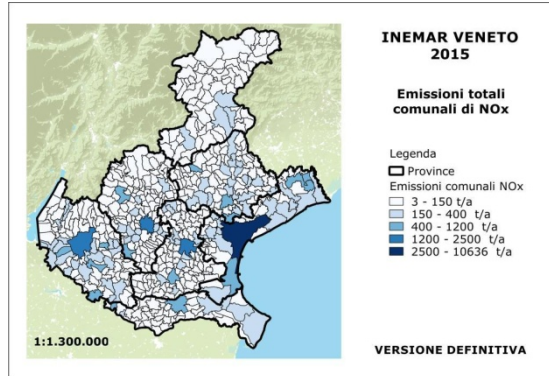 INEMAR VENETO
2015
Emissioni totali
comunali di NOx
Legenda
Province
Emissioni comunali NOx
3 - 150 t/a
150 - 400 t/a
400 - 1200 t/a
1200 - 2500 t/a
2500 - 10636 t/a
1:1.300.000
VERSIONE DEFINITIVA